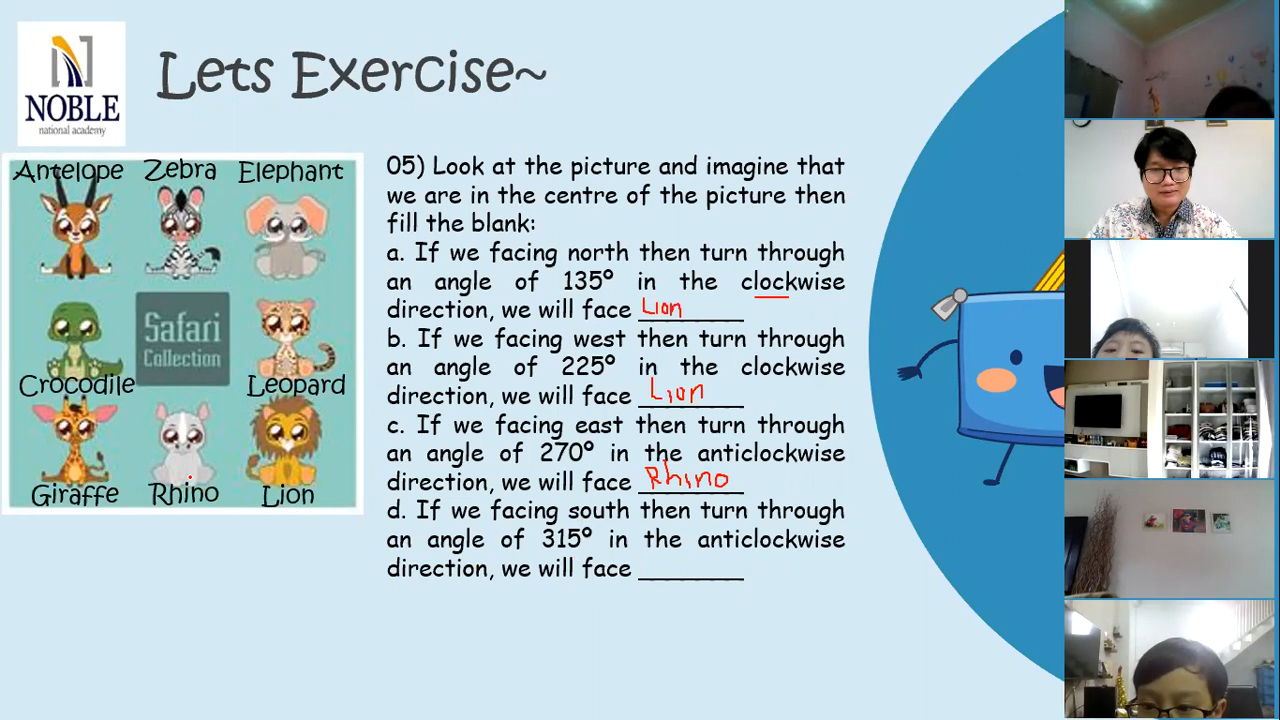 NOBLE
national academy
Lets Exercise~
Antelope Zebra Elephant
Safari
Collection
Crocodile Leopard
Giraffe Rhino Lion
05) Look at the picture and imagine that
we are in the centre of the picture then
fill the blank:
a. If we facing north then turn through
an angle of 135º in the clockwise
direction, we will face Lion
b. If we facing west then turn through
an angle of 225º in the clockwise
direction, we will face Lion
c. If we facing east then turn through
an angle of 270º in the anticlockwise
direction, we will face Rhino
d. If we facing south then turn through
an angle of 315º in the anticlockwise
direction, we will face _______